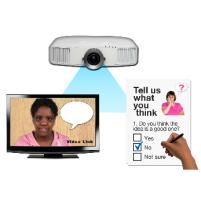 Video Link
Tell us
what
you
think
?
1. Do you think the
idea is a good one?
Yes
No
Not sure